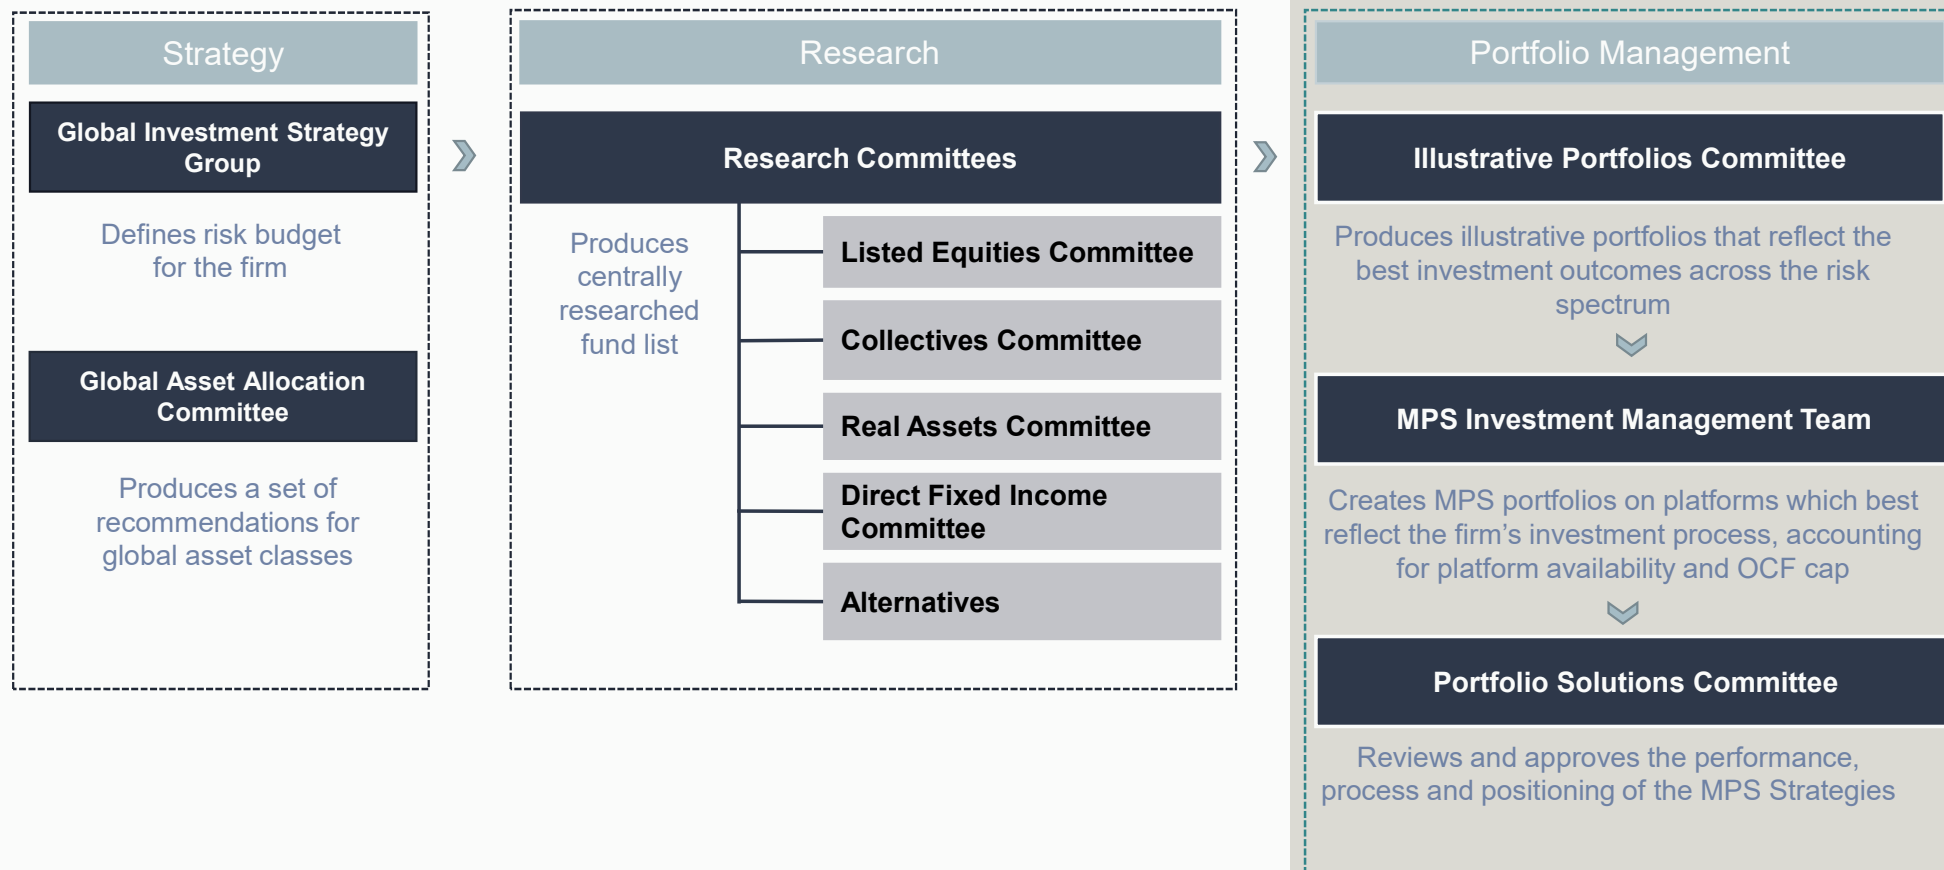 Strategy
Global Investment Strategy
Group
Defines risk budget
for the firm
Global Asset Allocation
Committee
Produces a set of
recommendations for
global asset classes
Research
Research Committees
Produces
centrally
researched
fund list
Listed Equities Committee
Collectives Committee
Real Assets Committee
Direct Fixed Income
Committee
Alternatives
Portfolio Management
Illustrative Portfolios Committee
Produces illustrative portfolios that reflect the
best investment outcomes across the risk
spectrum
MPS Investment Management Team
Creates MPS portfolios on platforms which best
reflect the firm’s investment process, accounting
for platform availability and OCF cap
Portfolio Solutions Committee
Reviews and approves the performance,
process and positioning of the MPS Strategies